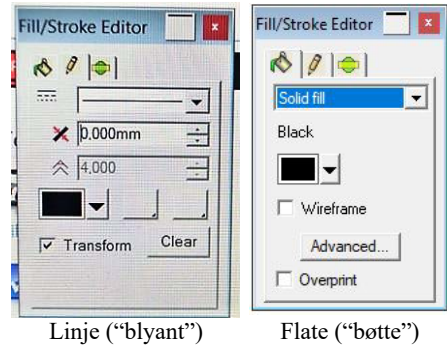 Fill/Stroke Editor
0,000mm
4,000
Transform
Clear
Fill/Stroke Editor
Solid fill
Black
Wireframe
Advanced...
Overprint
Linje (“blyant”)
Flate (“bøtte”)